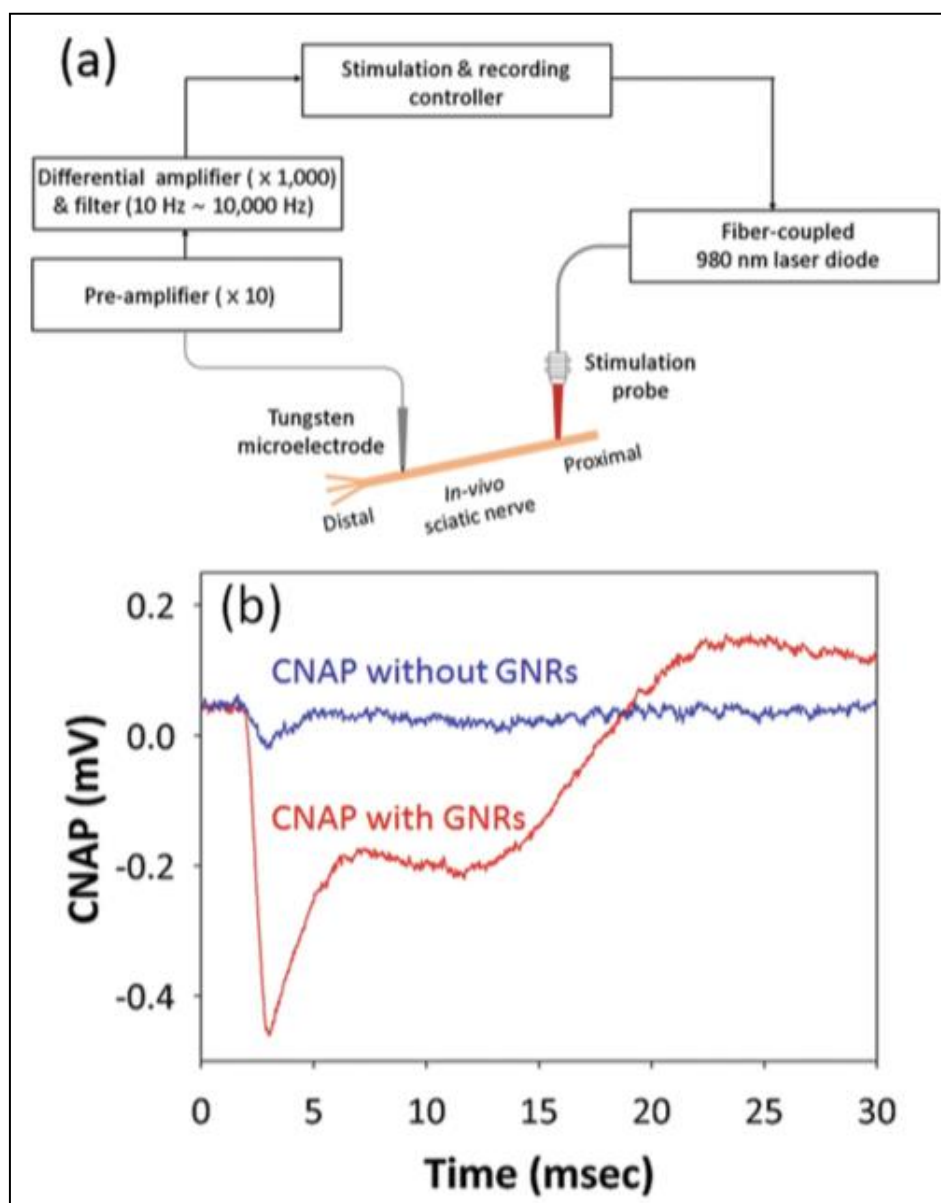 (a)
Stimulation & recording
controller
Differential amplifier ( x 1,000)
& filter (10 Hz ~ 10,000 Hz)
Fiber-coupled
980 nm laser diode
Pre-amplifier ( x 10)
Stimulation
probe
Tungsten
microelectrode
Proximal
In-vivo
sciatic nerve
Distal
(b)
0.2
0.0
-0.2
-0.4
CNAP (mV)
CNAP without GNRs
CNAP with GNRs
0 5 10 15 20 25 30
Time (msec)